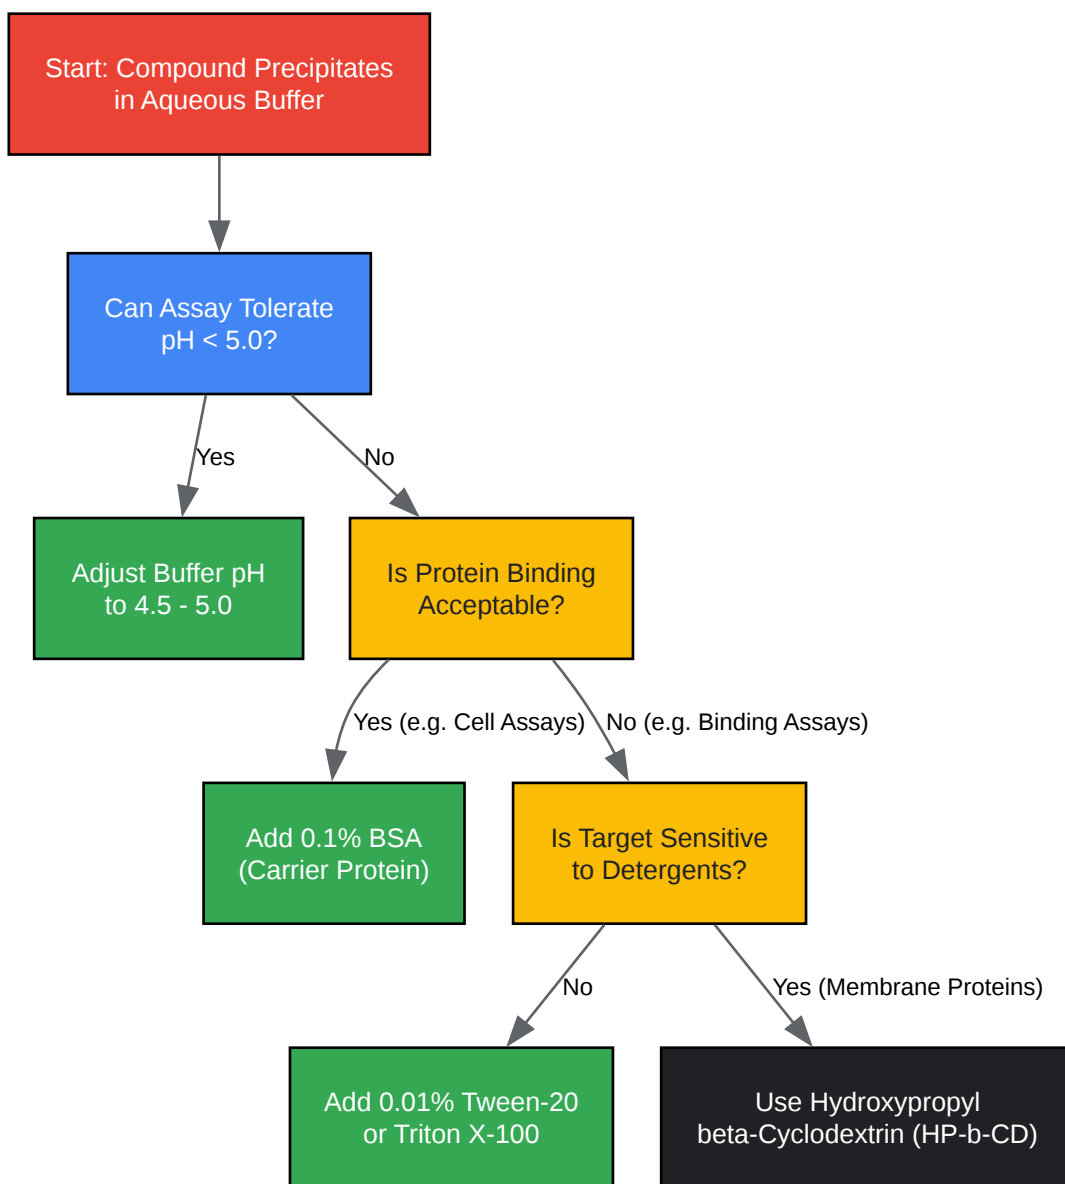 Start: Compound Precipitates
in Aqueous Buffer
Can Assay Tolerate
pH < 5.0?
Yes
No
Adjust Buffer pH
to 4.5 - 5.0
Is Protein Binding
Acceptable?
Yes (e.g. Cell Assays)
No (e.g. Binding Assays)
Add 0.1% BSA
(Carrier Protein)
Is Target Sensitive
to Detergents?
No
Yes (Membrane Proteins)
Add 0.01% Tween-20
or Triton X-100
Use Hydroxypropyl
beta-Cyclodextrin (HP-b-CD)